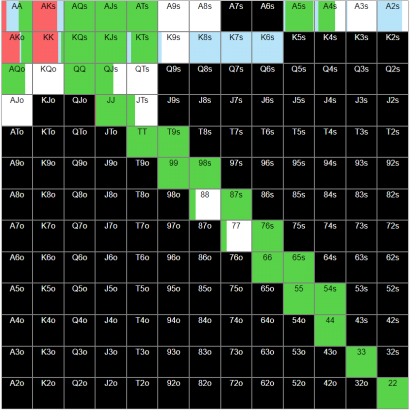 AA AKs AQs AJs ATs A9s A8s A7s A6s A5s A4s A3s A2s
AKo KK KQs KJs KTs K9s K8s K7s K6s K5s K4s K3s K2s
AQo KQo QQ QJs QTs Q9s Q8s Q7s Q6s Q5s Q4s Q3s Q2s
AJo KJo QJo JJ JTs J9s J8s J7s J6s J5s J4s J3s J2s
ATo KTo QTo JTo TT T9s T8s T7s T6s T5s T4s T3s T2s
A9o K9o Q9o J9o T9o 99 98s 97s 96s 95s 94s 93s 92s
A8o K8o Q8o J8o T8o 98o 88 87s 86s 85s 84s 83s 82s
A7o K7o Q7o J7o T7o 97o 87o 77 76s 75s 74s 73s 72s
A6o K6o Q6o J6o T6o 96o 86o 76o 66 65s 64s 63s 62s
A5o K5o Q5o J5o T5o 95o 85o 75o 65o 55 54s 53s 52s
A4o K4o Q4o J4o T4o 94o 84o 74o 64o 54o 44 43s 42s
A3o K3o Q3o J3o T3o 93o 83o 73o 63o 53o 43o 33 32s
A2o K2o Q2o J2o T2o 92o 82o 72o 62o 52o 42o 32o 22